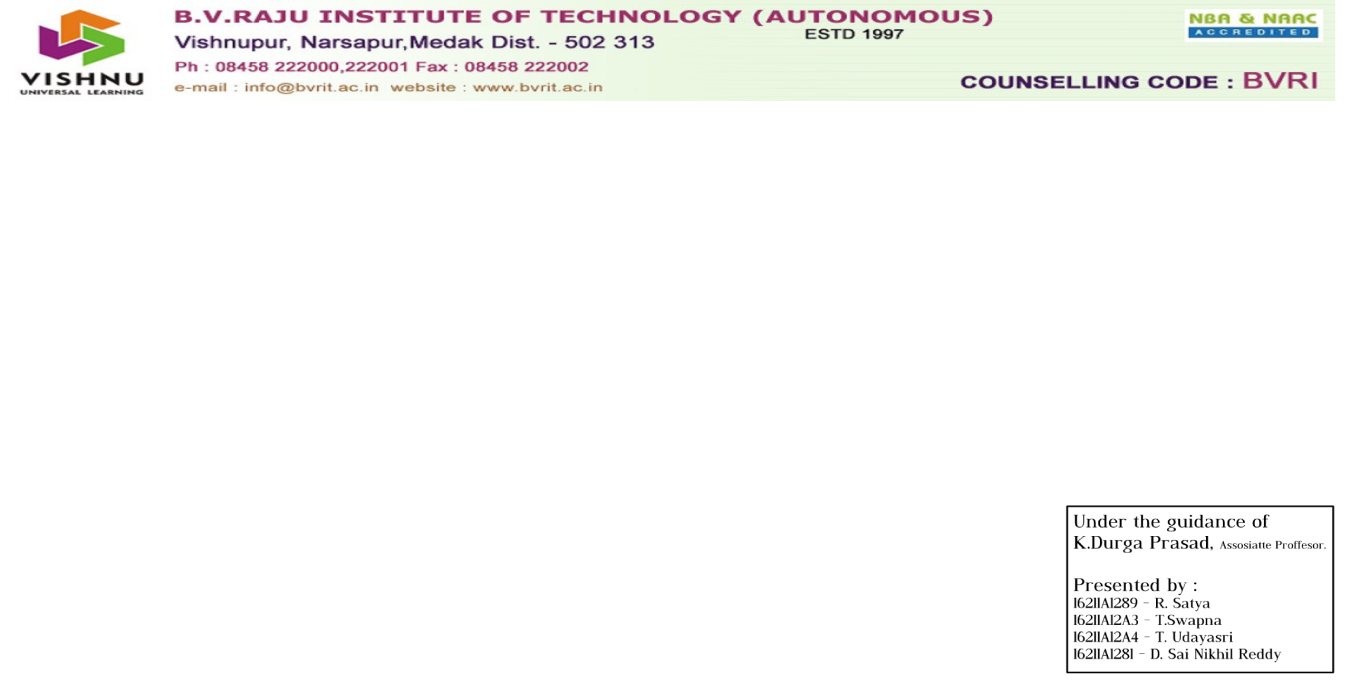 B.V.RAJU INSTITUTE OF TECHNOLOGY (AUTONOMOUS)
ESTD 1997
Vishnupur, Narsapur,Medak Dist. - 502 313
Ph : 08458 222000,222001 Fax : 08458 222002
e-mail : info@bvrit.ac.in website : www.bvrit.ac.in
VISHNU
UNIVERSAL LEARNING
NBA & NAAC
ACCREDITED
COUNSELLING CODE : BVRI
Under the guidance of
K.Durga Prasad, Assosiatte Proffesor.
Presented by :
16211A1289 - R. Satya
16211A12A3 - T.Swapna
16211A12A4 - T. Udayasri
16211A1281 - D. Sai Nikhil Reddy